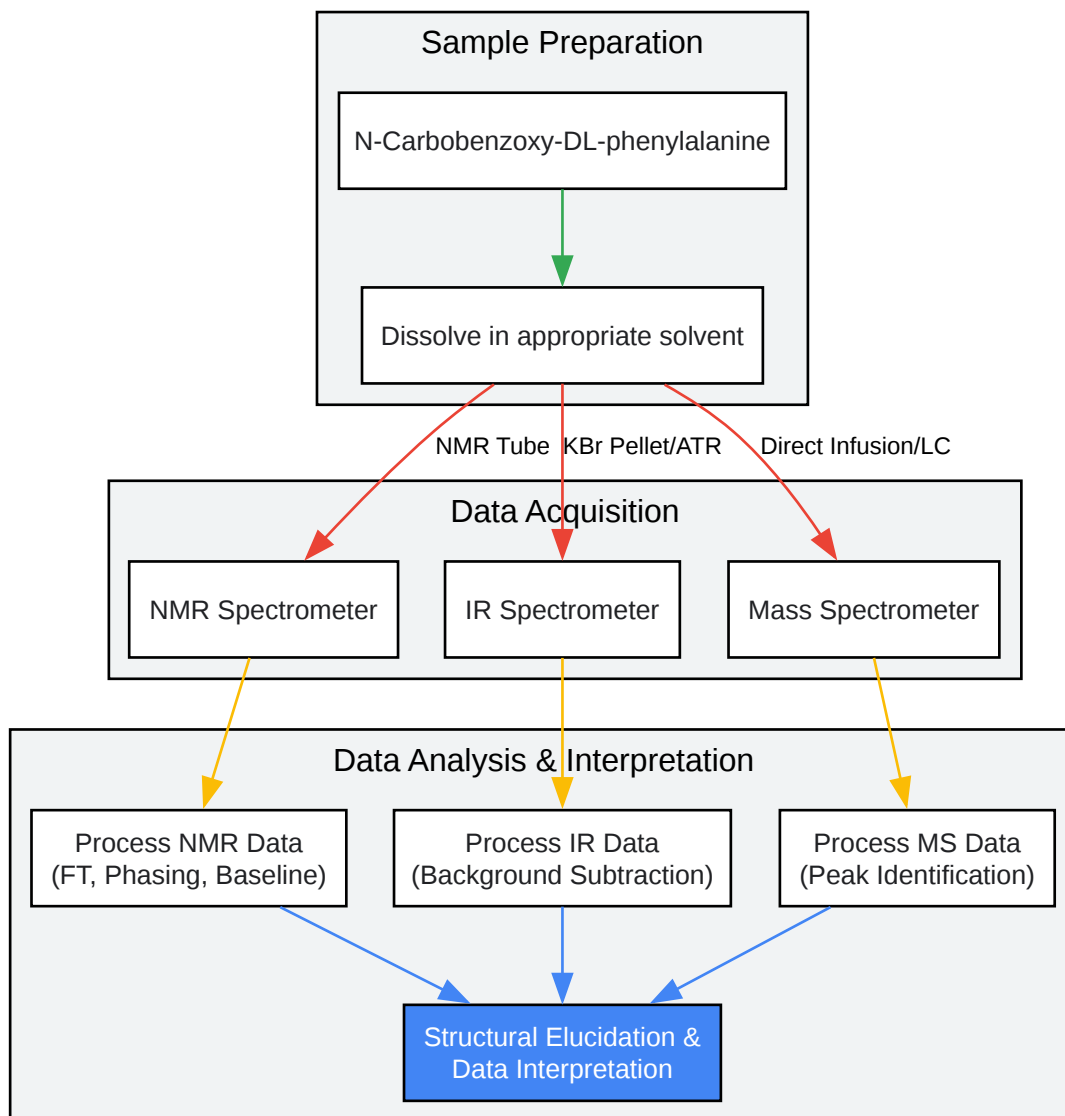 Sample Preparation
N-Carbobenzoxy-DL-phenylalanine
Dissolve in appropriate solvent
NMR Tube
KBr Pellet/ATR
Direct Infusion/LC
Data Acquisition
NMR Spectrometer
IR Spectrometer
Mass Spectrometer
Data Analysis & Interpretation
Process NMR Data
(FT, Phasing, Baseline)
Process IR Data
(Background Subtraction)
Process MS Data
(Peak Identification)
Structural Elucidation &
Data Interpretation